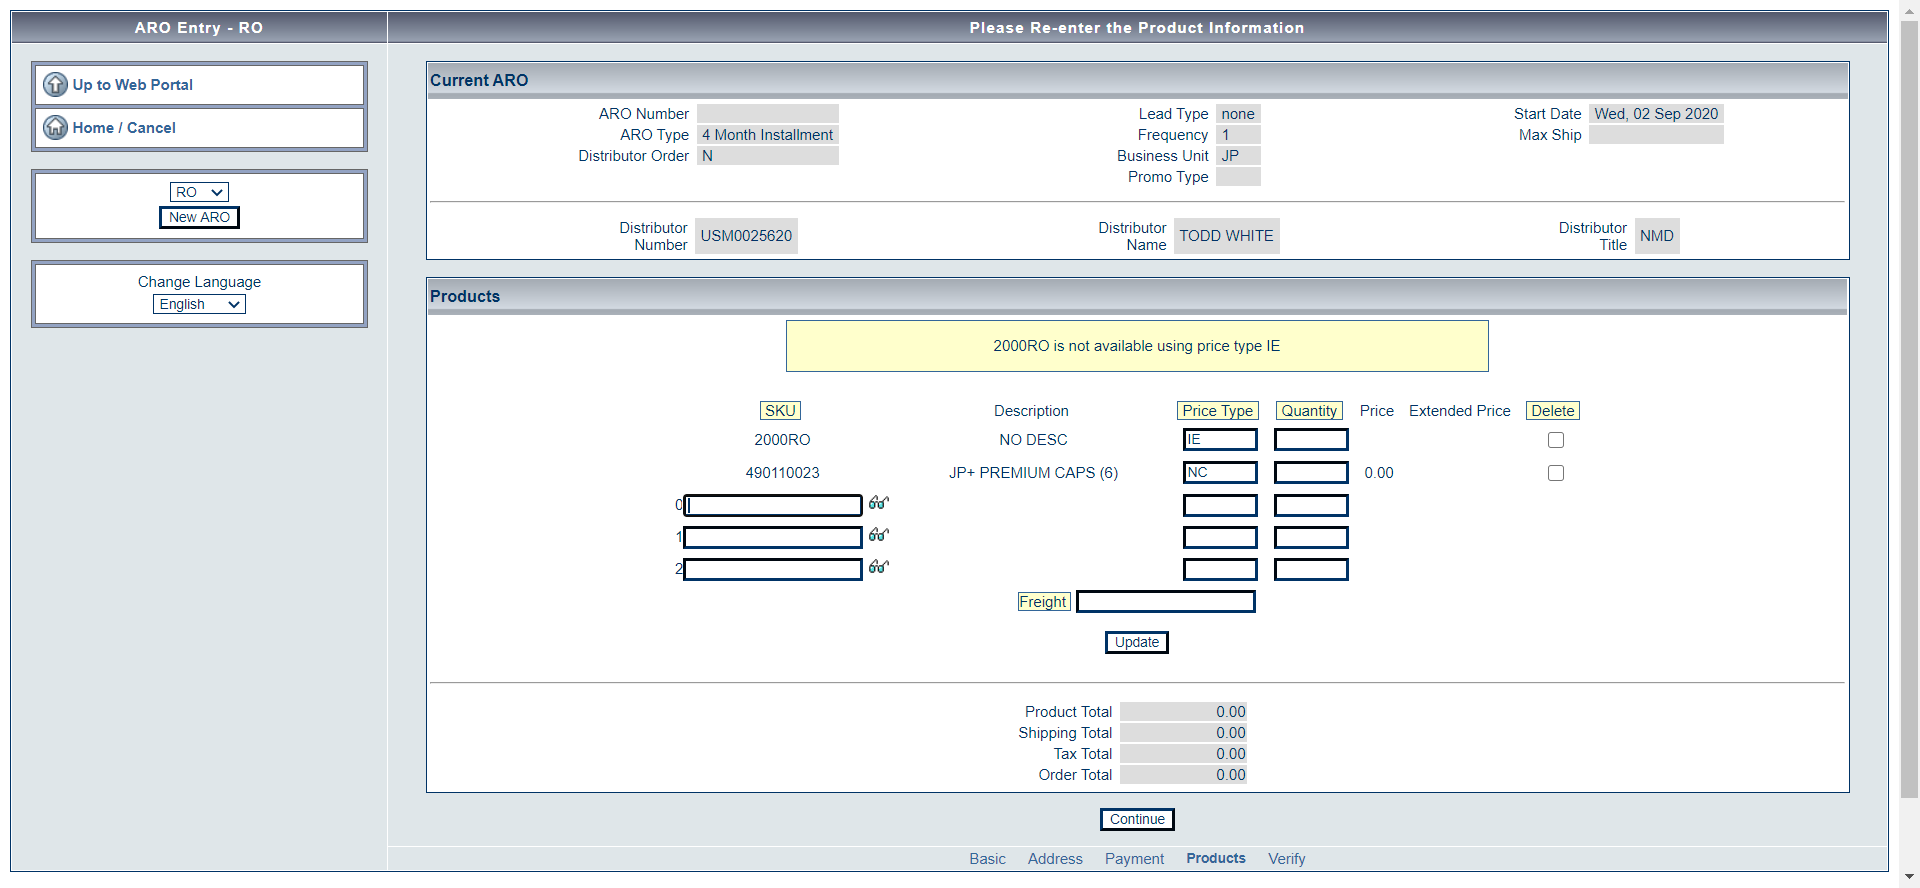 ARO Entry - RO
Please Re-enter the Product Information
Up to Web Portal
Home / Cancel
RO
New ARO
Change Language
English
Current ARO
ARO Number
Lead Type none
Start Date Wed, 02 Sep 2020
ARO Type 4 Month Installment
Frequency 1
Max Ship
Distributor Order N
Business Unit JP
Promo Type
Distributor Number USM0025620
Distributor Name TODD WHITE
Distributor Title NMD
Products
2000RO is not available using price type IE
SKU Description Price Type Quantity Price Extended Price Delete
2000RO NO DESC IE
490110023 JP+ PREMIUM CAPS (6) NC 0.00
0
1
2
Freight
Update
Product Total 0.00
Shipping Total 0.00
Tax Total 0.00
Order Total 0.00
Continue
Basic Address Payment Products Verify